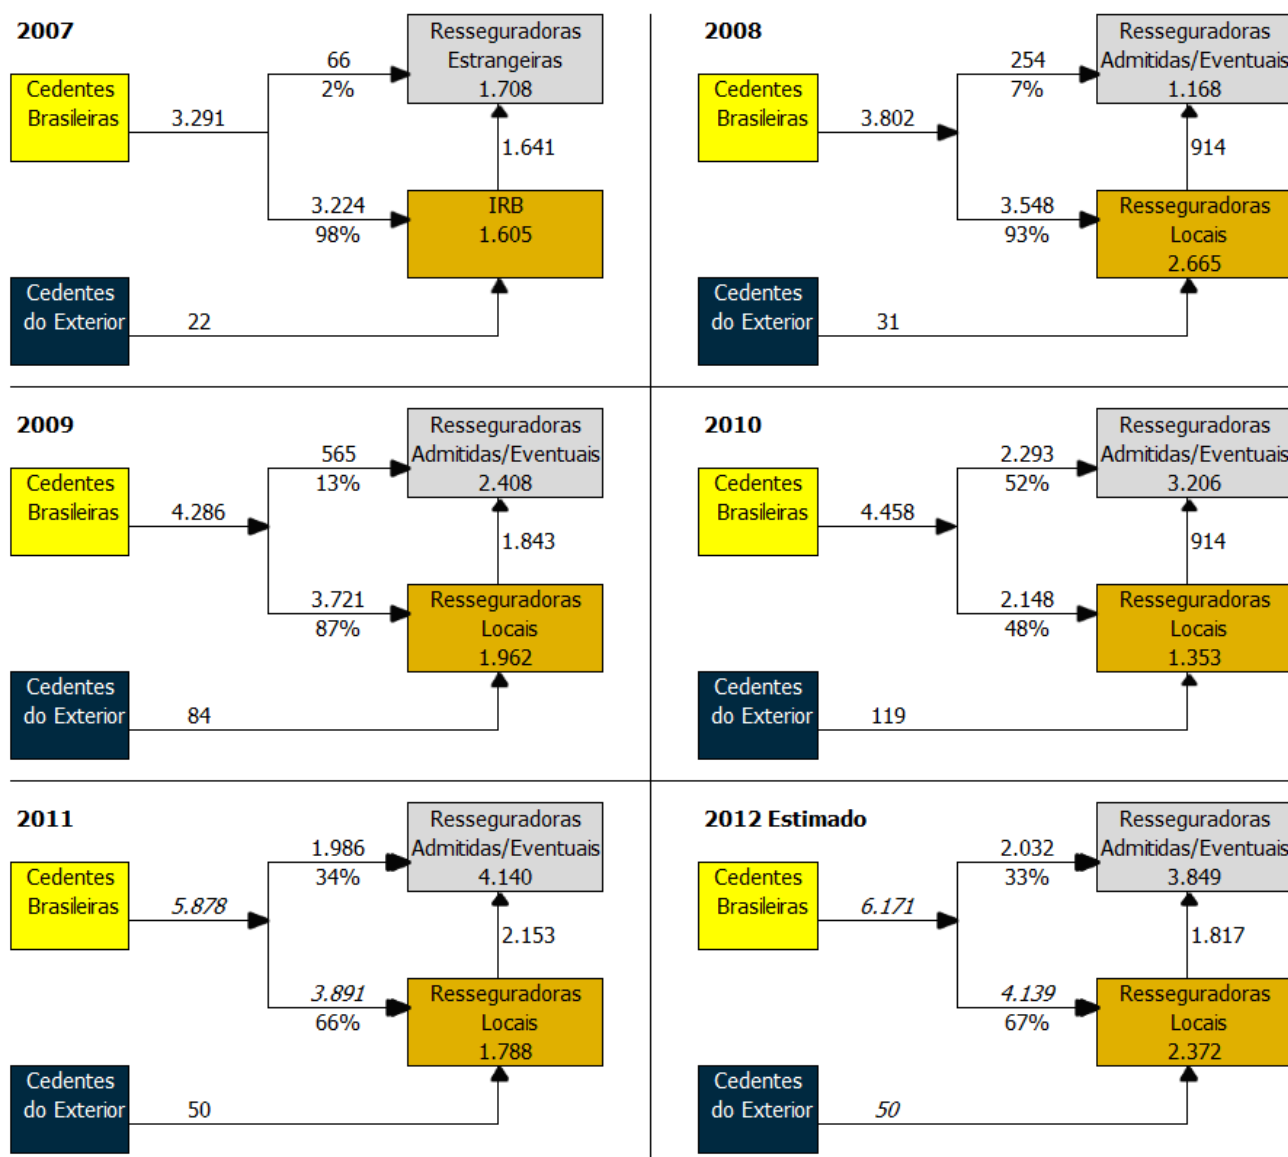 2007
Cedentes
Brasileiras
3.291
66
2%
Resseguradoras
Estrangeiras
1.708
1.641
3.224
98%
IRB
1.605
Cedentes
do Exterior
22
2008
Cedentes
Brasileiras
3.802
254
7%
Resseguradoras
Admitidas/Eventuais
1.168
914
3.548
93%
Resseguradoras
Locais
2.665
Cedentes
do Exterior
31
2009
Cedentes
Brasileiras
4.286
565
13%
Resseguradoras
Admitidas/Eventuais
2.408
1.843
3.721
87%
Resseguradoras
Locais
1.962
Cedentes
do Exterior
84
2010
Cedentes
Brasileiras
4.458
2.293
52%
Resseguradoras
Admitidas/Eventuais
3.206
914
2.148
48%
Resseguradoras
Locais
1.353
Cedentes
do Exterior
119
2011
Cedentes
Brasileiras
5.878
1.986
34%
Resseguradoras
Admitidas/Eventuais
4.140
2.153
3.891
66%
Resseguradoras
Locais
1.788
Cedentes
do Exterior
50
2012 Estimado
Cedentes
Brasileiras
6.171
2.032
33%
Resseguradoras
Admitidas/Eventuais
3.849
1.817
4.139
67%
Resseguradoras
Locais
2.372
Cedentes
do Exterior
50